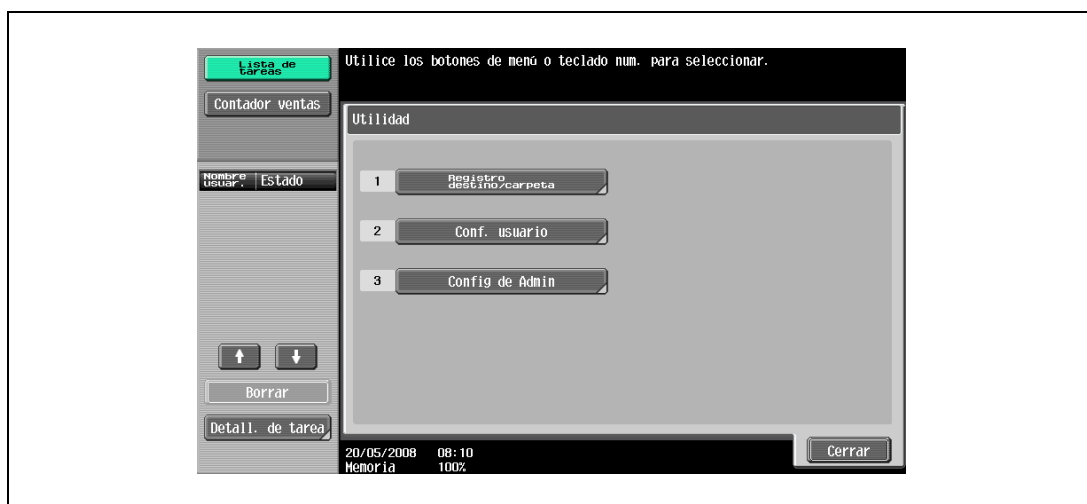 Lista de
tareas
Utilice los botones de menú o teclado num. para seleccionar.
Contador ventas
Utilidad
Nombre
usuar.
Estado
1 Registro
destino/carpeta
2 Conf. usuario
3 Config de Admin
Borrar
Detall. de tarea
20/05/2008 08:10
Memoria 100%
Cerrar